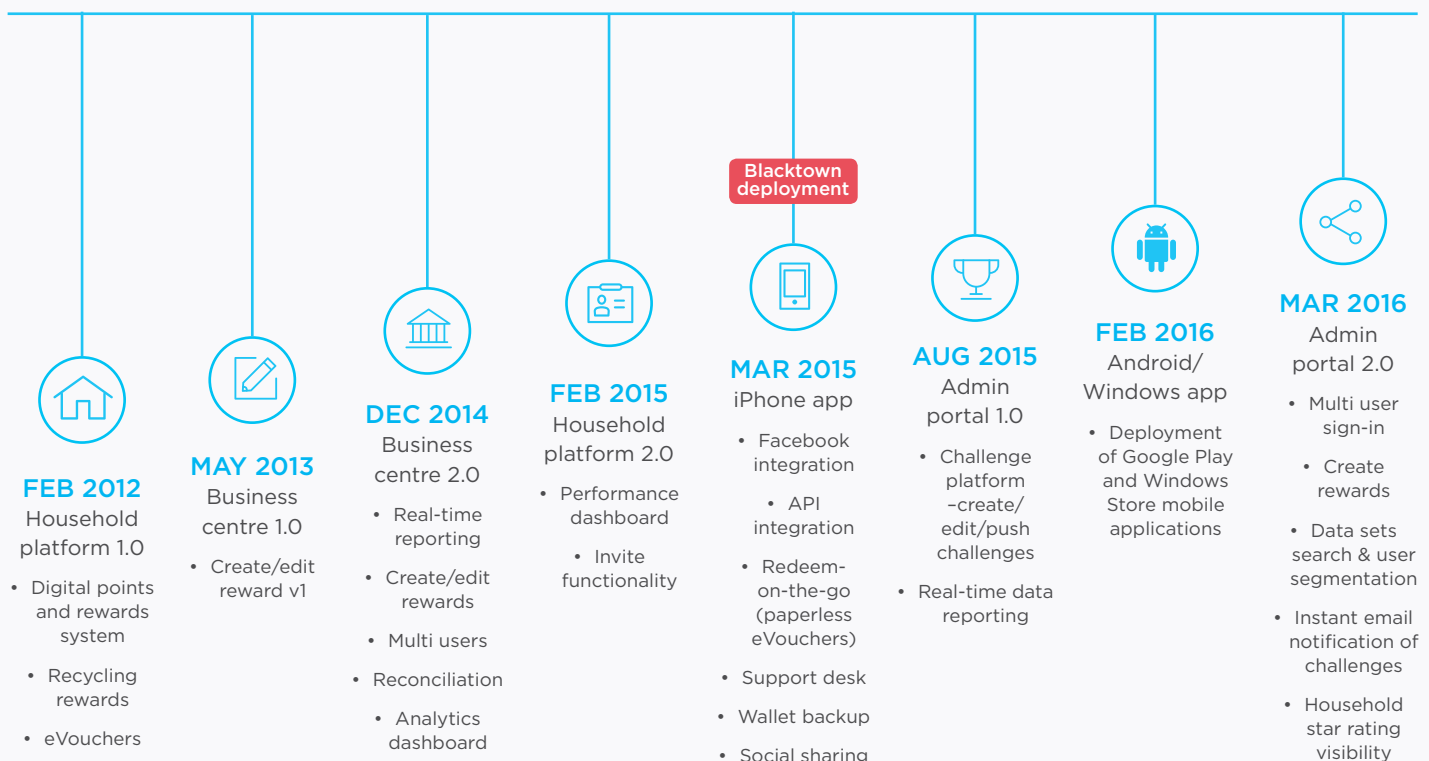 Blacktown
deployment
FEB 2012
Household
platform 1.0
• Digital points
and rewards
system
• Recycling
rewards
• eVouchers
MAY 2013
Business
centre 1.0
• Create/edit
reward v1
DEC 2014
Business
centre 2.0
• Real-time
reporting
• Create/edit
rewards
• Multi users
• Reconciliation
• Analytics
dashboard
FEB 2015
Household
platform 2.0
• Performance
dashboard
• Invite
functionality
MAR 2015
iPhone app
• Facebook
integration
• API
integration
• Redeem-
on-the-go
(paperless
eVouchers)
• Support desk
• Wallet backup
• Social sharing
AUG 2015
Admin
portal 1.0
• Challenge
platform
–create/
edit/push
challenges
• Real-time data
reporting
FEB 2016
Android/
Windows app
• Deployment
of Google Play
and Windows
Store mobile
applications
MAR 2016
Admin
portal 2.0
• Multi user
sign-in
• Create
rewards
• Data sets
search & user
segmentation
• Instant email
notification of
challenges
• Household
star rating
visibility